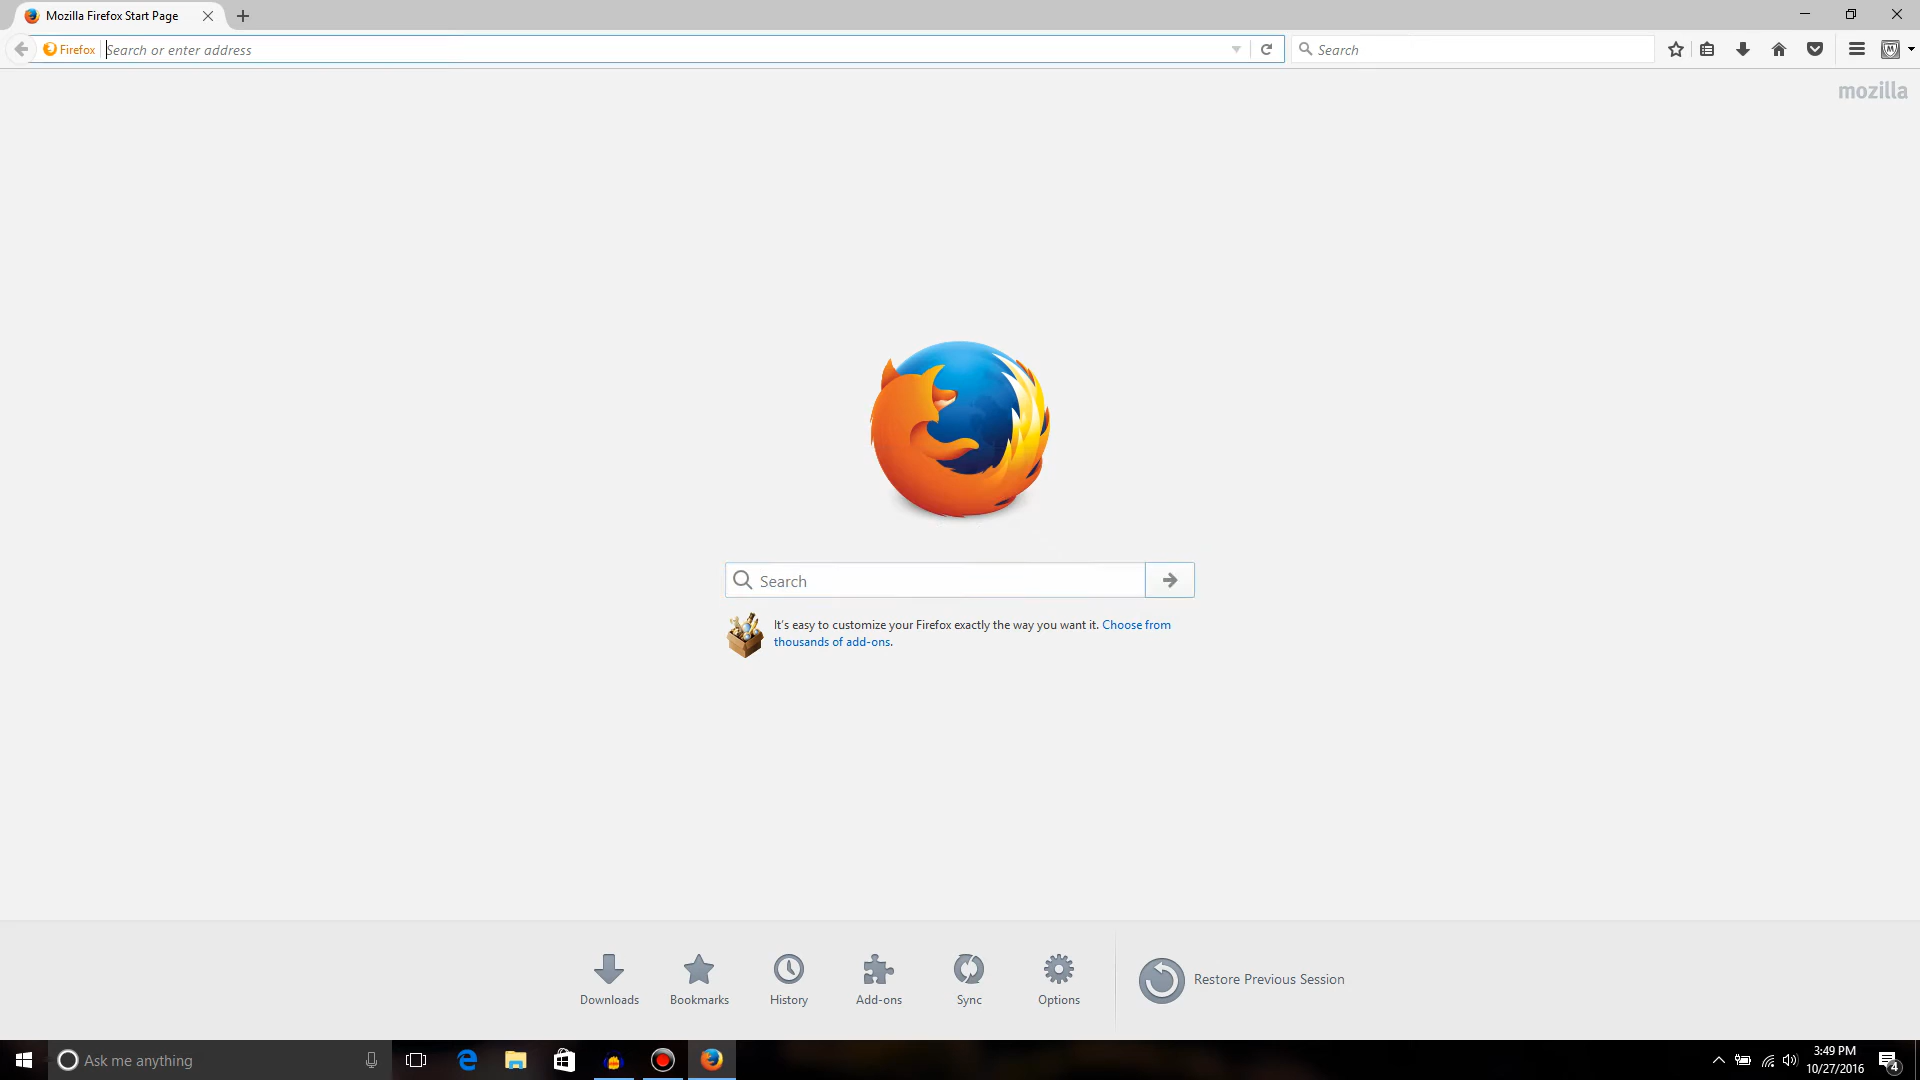 Mozilla Firefox Start Page
Firefox
Search or enter address
Search
mozilla
Search
It's easy to customize your Firefox exactly the way you want it. Choose from
thousands of add-ons.
Downloads
Bookmarks
History
Add-ons
Sync
Options
Restore Previous Session
Ask me anything
3:49 PM
10/27/2016
4